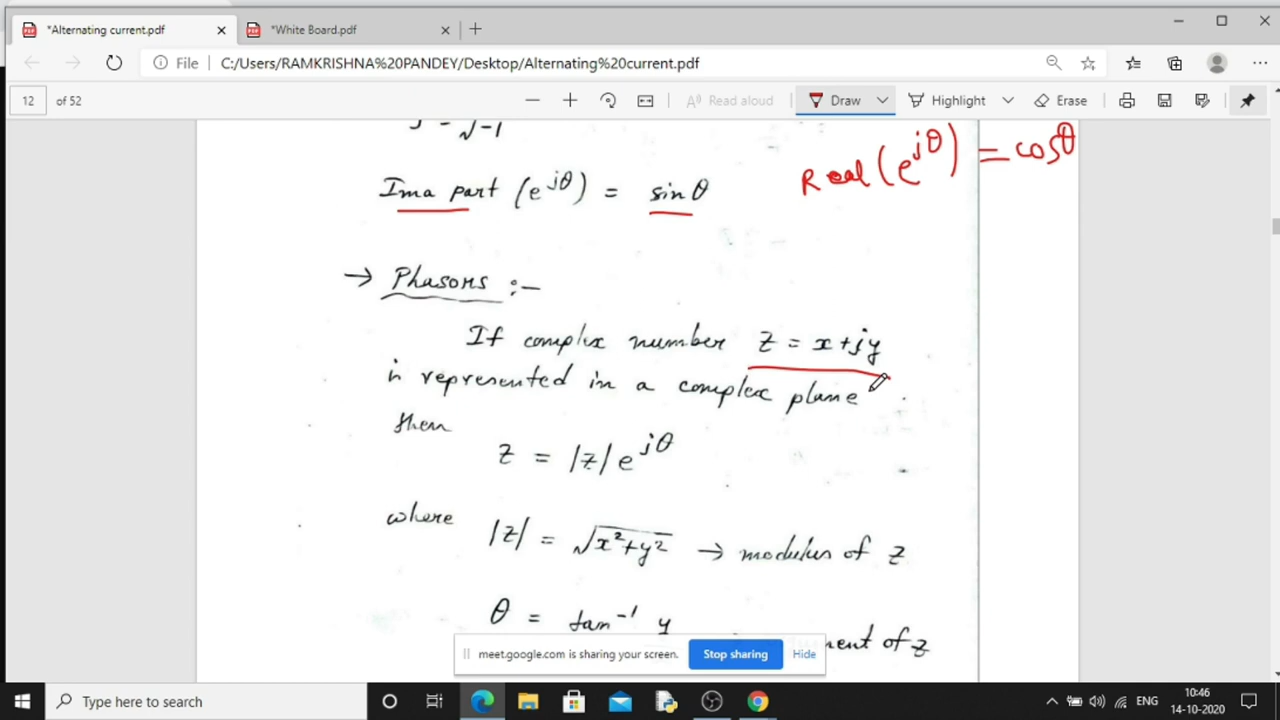 *Alternating current.pdf
*White Board.pdf
File
C:/Users/RAMKRISHNA%20PANDEY/Desktop/Alternating%20current.pdf
12 of 52
Read aloud
Draw
Highlight
Erase
j = √-1
Real (e^jθ) = cosθ
Ima part (e^jθ) = sinθ
→ Phasors :-
If complex number z = x+jy
is represented in a complex plane.
then
z = |z| e^jθ
where |z| = √x²+y² → modulus of z
θ = tan⁻¹ y
of z
meet.google.com is sharing your screen.
Stop sharing
Hide
Type here to search
ENG
10:46
14-10-2020